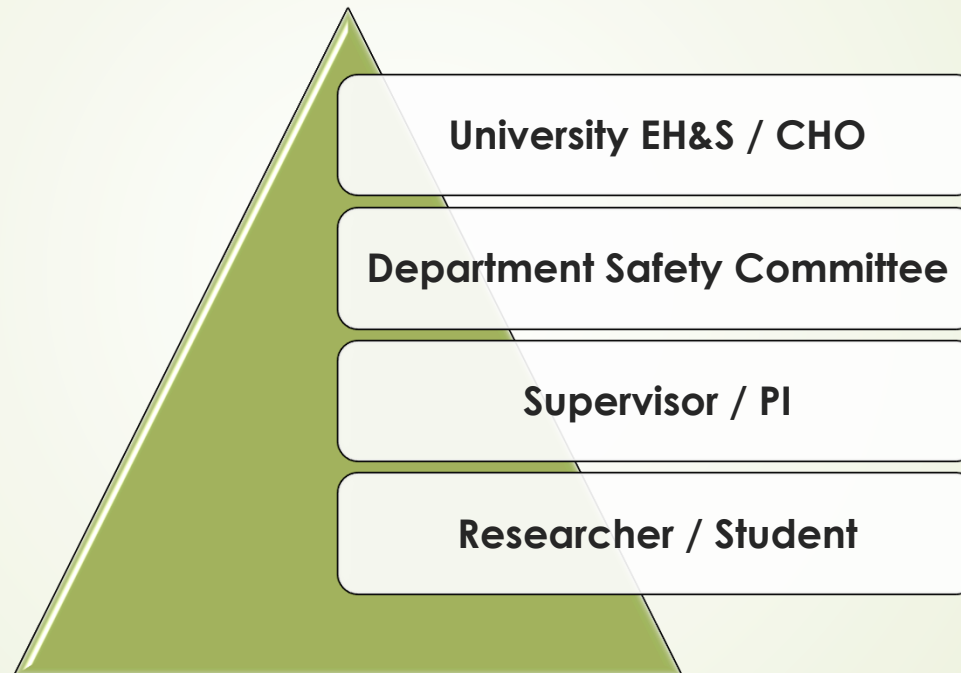 University EH&S / CHO
Department Safety Committee
Supervisor / PI
Researcher / Student